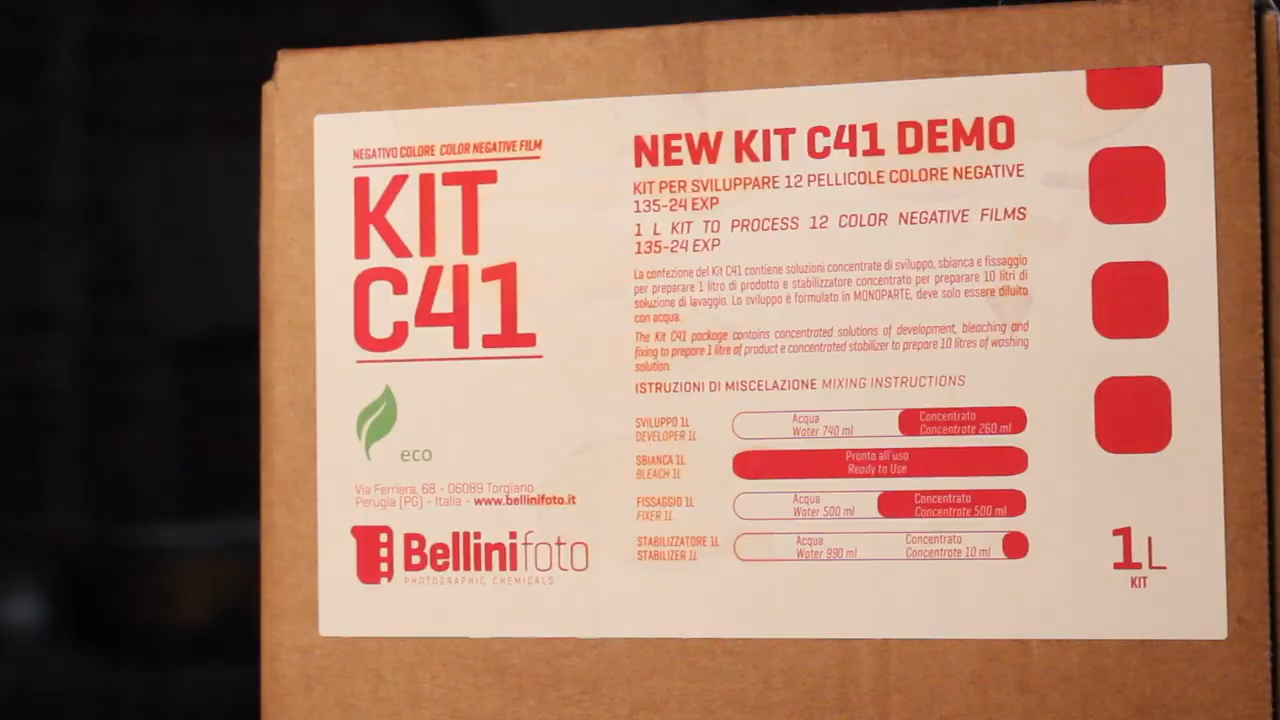 NEGATIVO COLORE COLOR NEGATIVE FILM
KIT
C41
eco
Via Ferriera, 68 - 06089 Torgiano
Perugia (PG) - Italia - www.bellinifoto.it
Bellinifoto
PHOTOGRAPHIC CHEMICALS
NEW KIT C41 DEMO
KIT PER SVILUPPARE 12 PELLICOLE COLORE NEGATIVE
135-24 EXP
1 L KIT TO PROCESS 12 COLOR NEGATIVE FILMS
135-24 EXP
La confezione del Kit C41 contiene soluzioni concentrate di sviluppo, sbianca e fissaggio
per preparare 1 litro di prodotto e stabilizzatore concentrato per preparare 10 litri di
soluzione di lavaggio. Lo sviluppo è formulato in MONOPARTE, deve solo essere diluito
con acqua.
The Kit C41 package contains concentrated solutions of development, bleaching and
fixing to prepare 1 litre of product e concentrated stabilizer to prepare 10 litres of washing
solution.
ISTRUZIONI DI MISCELAZIONE MIXING INSTRUCTIONS
SVILUPPO 1L
DEVELOPER 1L
Acqua
Water 740 ml
Concentrato
Concentrate 260 ml
SBIANCA 1L
BLEACH 1L
Pronto all'uso
Ready to Use
FISSAGGIO 1L
FIXER 1L
Acqua
Water 500 ml
Concentrato
Concentrate 500 ml
STABILIZZATORE 1L
STABILIZER 1L
Acqua
Water 990 ml
Concentrato
Concentrate 10 ml
1L
KIT